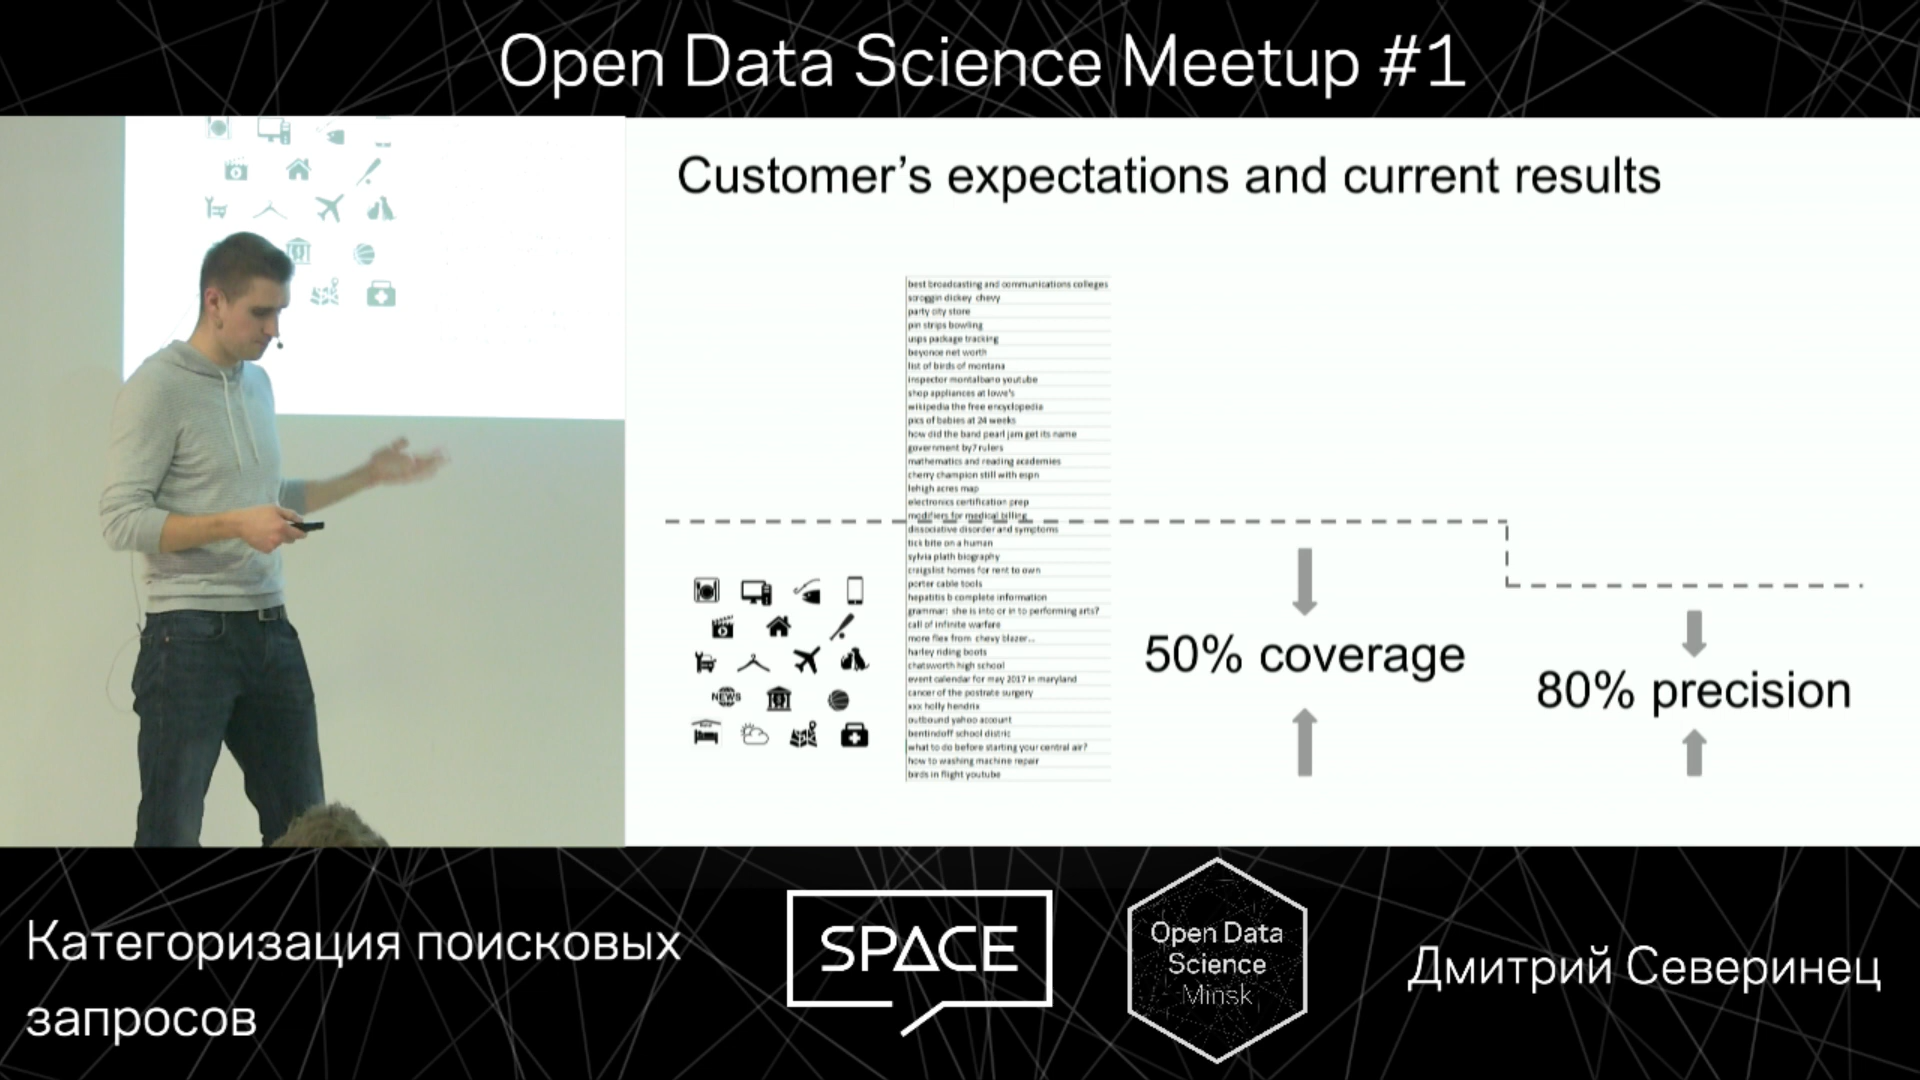 Open Data Science Meetup #1
Customer's expectations and current results
best broadcasting and communications colleges
scroggin dickey chevy
party city store
pin strips bowling
usps package tracking
beyonce net worth
list of birds of montana
inspector montalbano youtube
shop appliances at lowe's
wikipedia the free encyclopedia
pics of babies at 24 weeks
how did the band pearl jam get its name
government by 7 rulers
mathematics and reading academies
cherry champion still with espn
lehigh acres map
electronics certification prep
modifiers for medical billing
dissociative disorder and symptoms
tick bite on a human
sylvia plath biography
craigslist homes for rent to own
porter cable tools
hepatitis b complete information
grammar: she is into or in to performing arts?
call of infinite warfare
more flex from chevy blazer...
harley riding boots
chatsworth high school
event calendar for may 2017 in maryland
cancer of the postrate surgery
xxx holly hendrix
outbound yahoo account
bentindoff school distric
what to do before starting your central air?
how to washing machine repair
birds in flight youtube
NEWS
50% coverage
80% precision
Категоризация поисковых
запросов
SPACE
Open Data
Science
Minsk
Дмитрий Северинец